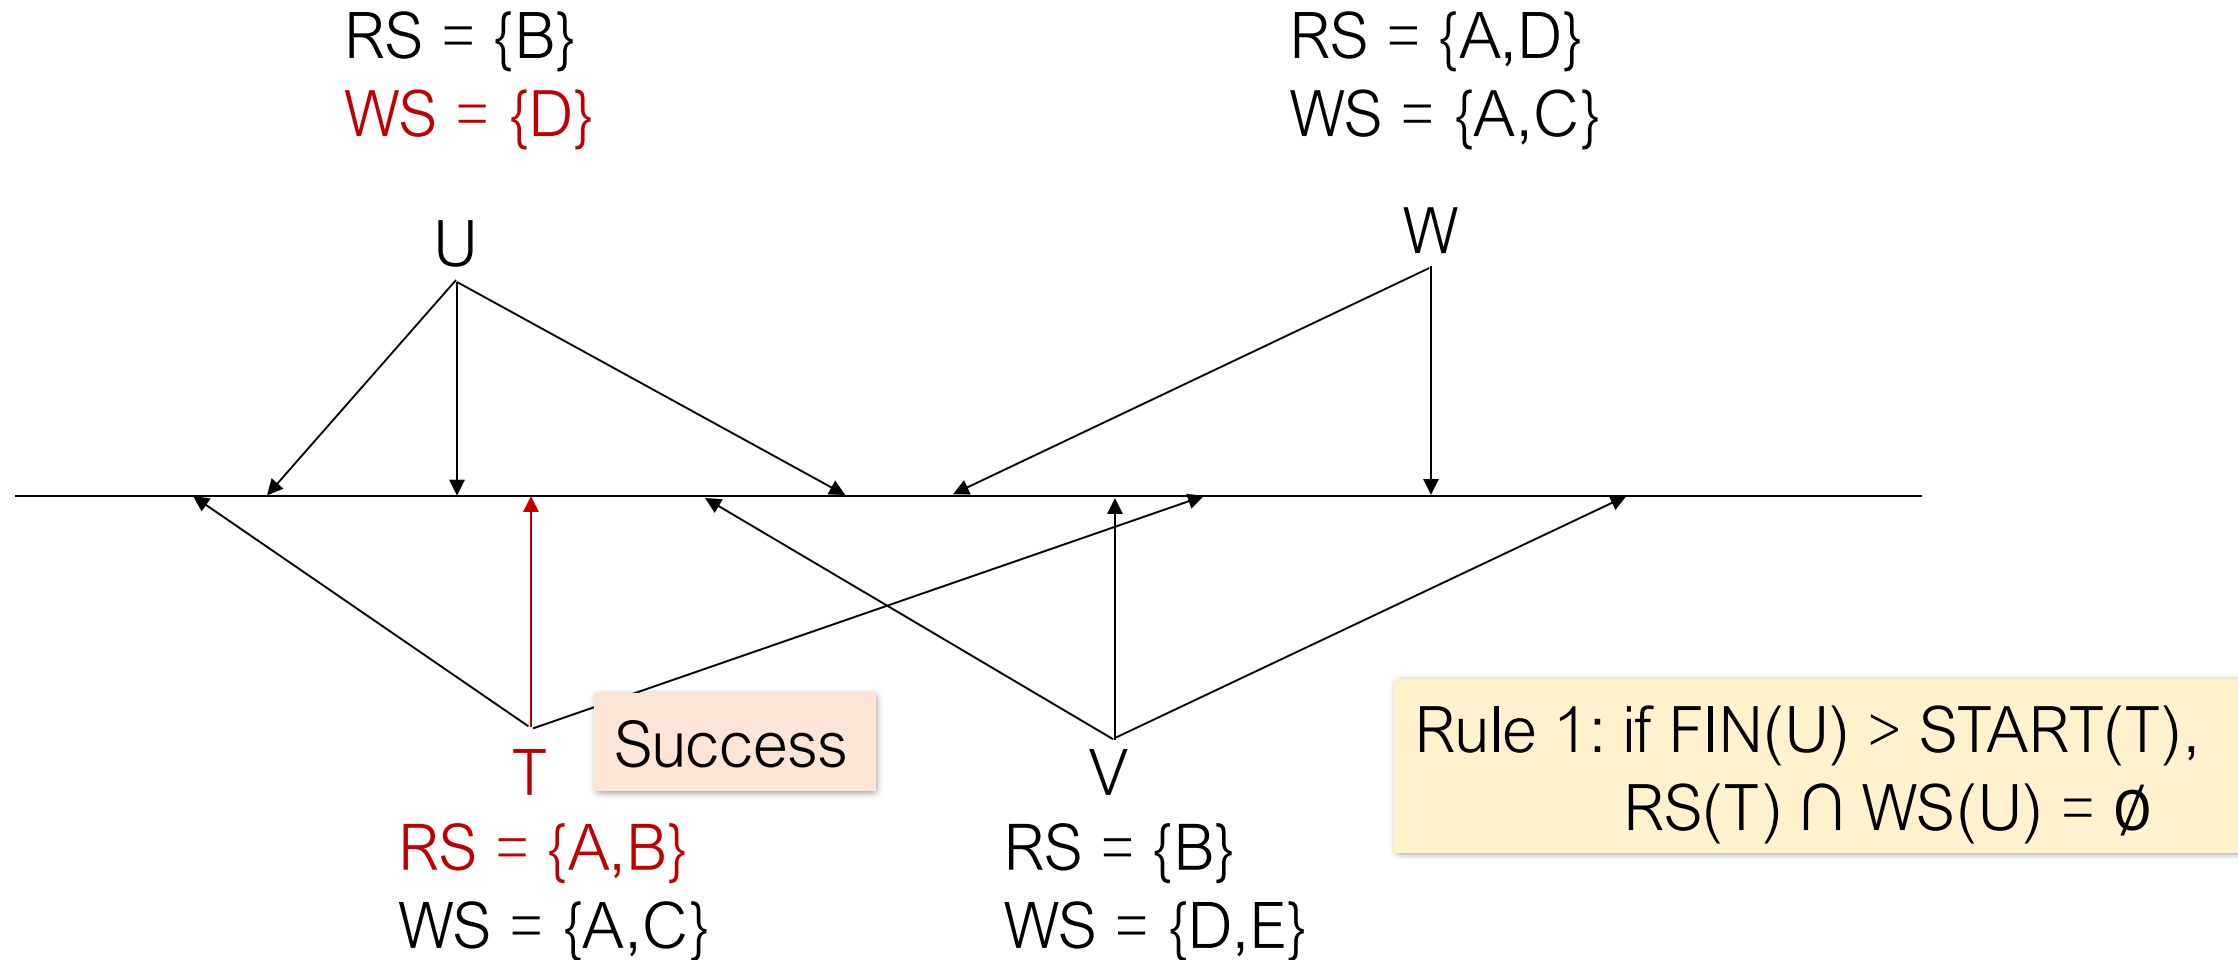 RS = {B}
WS = {D}
RS = {A,D}
WS = {A,C}
U
W
T
Success
RS = {A,B}
WS = {A,C}
V
RS = {B}
WS = {D,E}
Rule 1: if FIN(U) > START(T),
RS(T) ∩ WS(U) = ∅